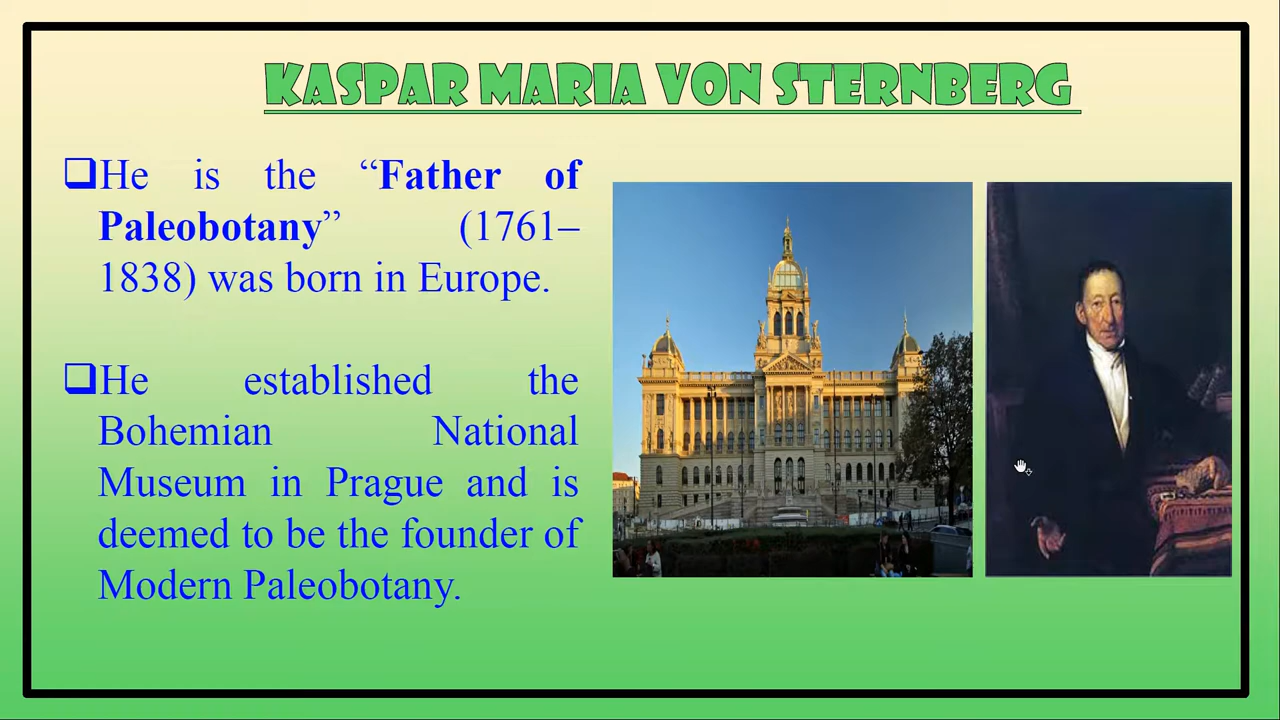 KASPAR MARIA VON STERNBERG
❑He is the “Father of
Paleobotany” (1761–
1838) was born in Europe.
❑He established the
Bohemian National
Museum in Prague and is
deemed to be the founder of
Modern Paleobotany.